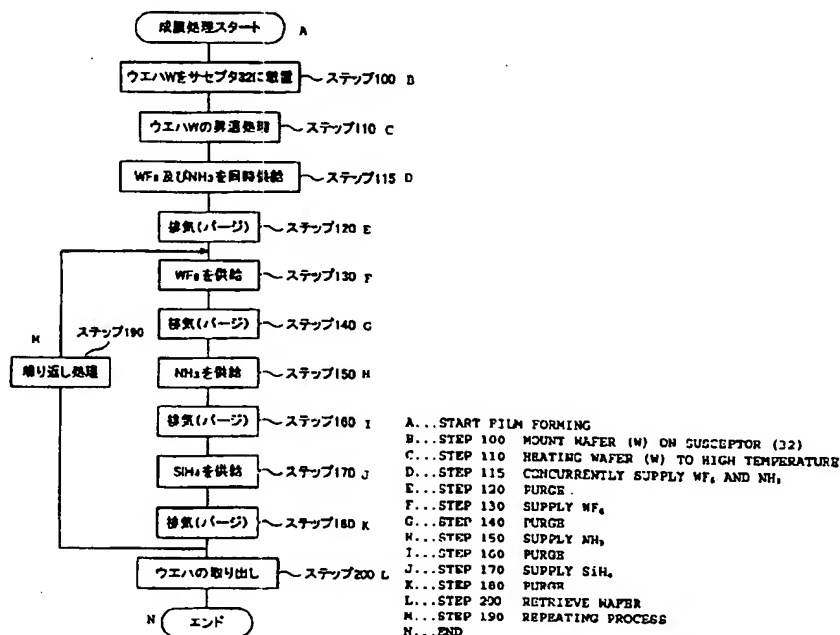 成膜処理スタート A
ウエハWをサセプタ32に載置 ステップ100 B
ウエハWの昇温処理 ステップ110 C
WF6 及びNH3を同時供給 ステップ115 D
排気(パージ) ステップ120 E
WF6を供給 ステップ130 F
排気(パージ) ステップ140 G
M ステップ190
繰り返し処理
NH3を供給 ステップ150 H
排気(パージ) ステップ160 I
SiH4を供給 ステップ170 J
排気(パージ) ステップ180 K
ウエハの取り出し ステップ200 L
N エンド
A...START FILM FORMING
B...STEP 100 MOUNT WAFER (W) ON SUSCEPTOR (32)
C...STEP 110 HEATING WAFER (W) TO HIGH TEMPERATURE
D...STEP 115 CONCURRENTLY SUPPLY WF6 AND NH3
E...STEP 120 PURGE
F...STEP 130 SUPPLY WF6
G...STEP 140 PURGE
H...STEP 150 SUPPLY NH3
I...STEP 160 PURGE
J...STEP 170 SUPPLY SiH4
K...STEP 180 PURGE
L...STEP 200 RETRIEVE WAFER
M...STEP 190 REPEATING PROCESS
N...END